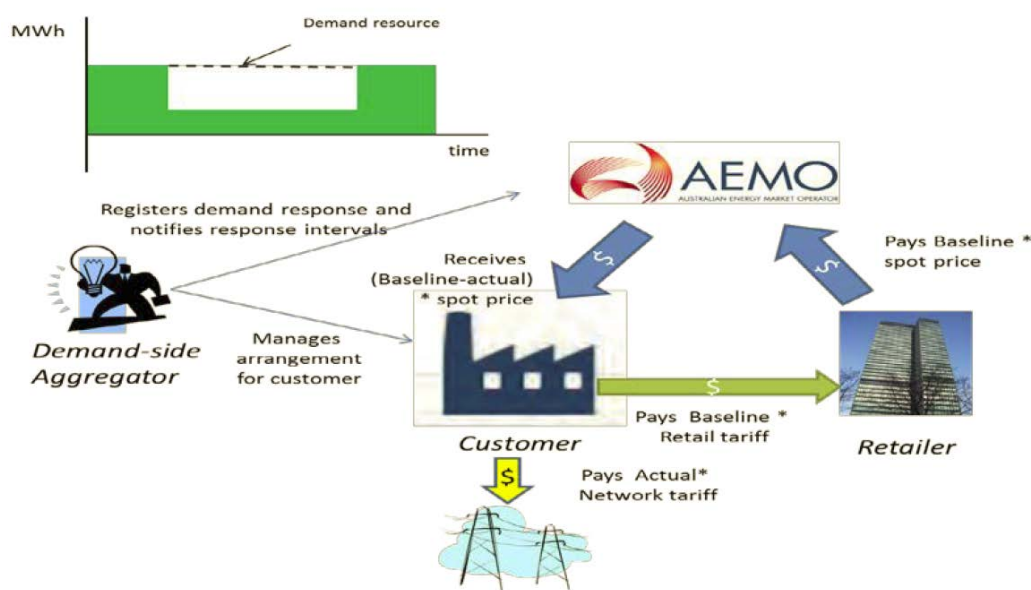 Demand resource
MWh
time
AEMO
AUSTRALIAN ENERGY MARKET OPERATOR
Registers demand response and
notifies response intervals
Pays Baseline *
spot price
$
$
Receives
(Baseline-actual)
* spot price
Manages
arrangement
for customer
Demand-side
Aggregator
$
Pays Baseline *
Retail tariff
Customer
Retailer
$
Pays Actual*
Network tariff